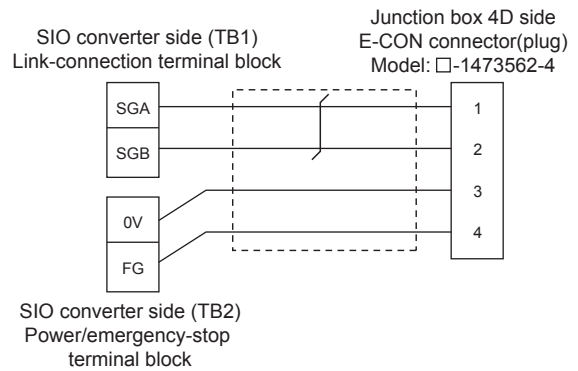 SIO converter side (TB1)
Link-connection terminal block
Junction box 4D side
E-CON connector(plug)
Model: □-1473562-4
SGA
SGB
0V
FG
1
2
3
4
SIO converter side (TB2)
Power/emergency-stop
terminal block